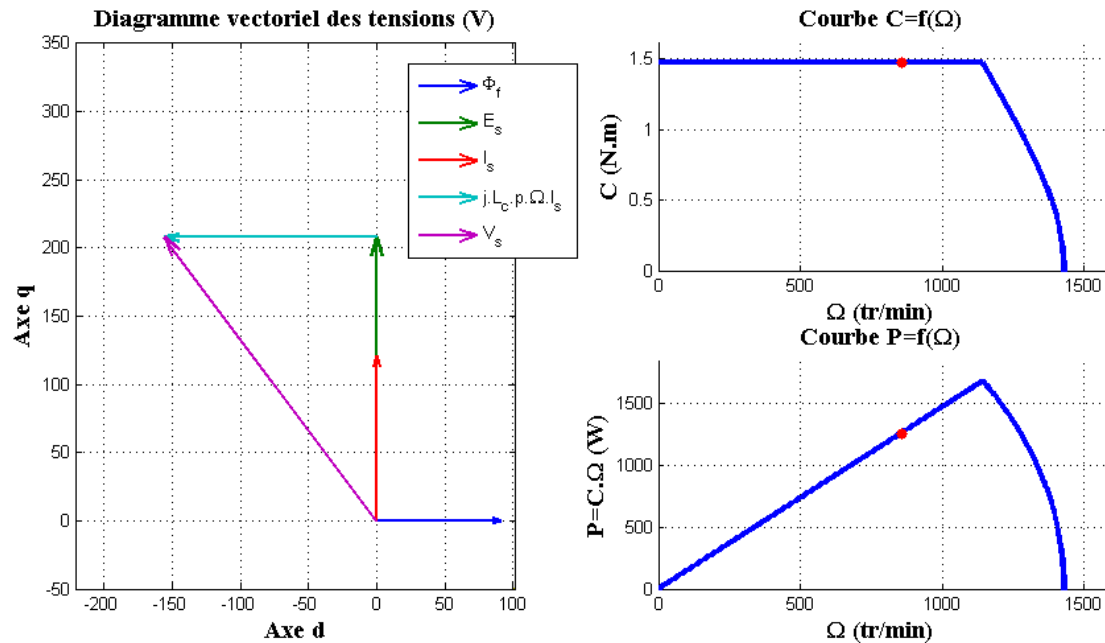 Diagramme vectoriel des tensions (V)
350
300
250
200
150
100
50
0
-50
-200
-150
-100
-50
0
50
100
Axe q
Axe d
Φf
Es
Is
j.Lc.p.Ω.Is
Vs
Courbe C=f(Ω)
1.5
1
0.5
0
0
500
1000
1500
C (N.m)
Ω (tr/min)
Courbe P=f(Ω)
1500
1000
500
0
0
500
1000
1500
P=C.Ω (W)
Ω (tr/min)